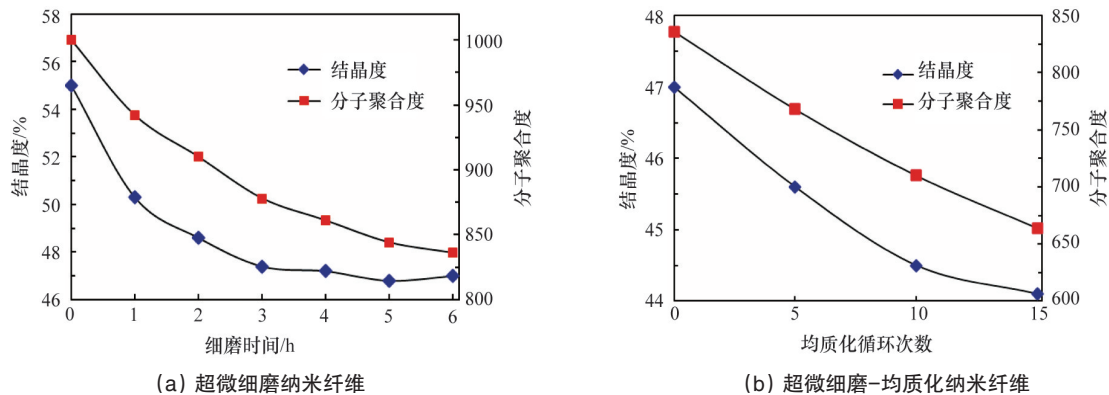 58
56
54
52
50
48
46
结晶度/%
1000
950
900
850
800
分子聚合度
结晶度
分子聚合度
0 1 2 3 4 5 6
细磨时间/h
(a) 超微细磨纳米纤维
48
47
46
45
44
结晶度/%
850
800
750
700
650
600
分子聚合度
结晶度
分子聚合度
0 5 10 15
均质化循环次数
(b) 超微细磨-均质化纳米纤维